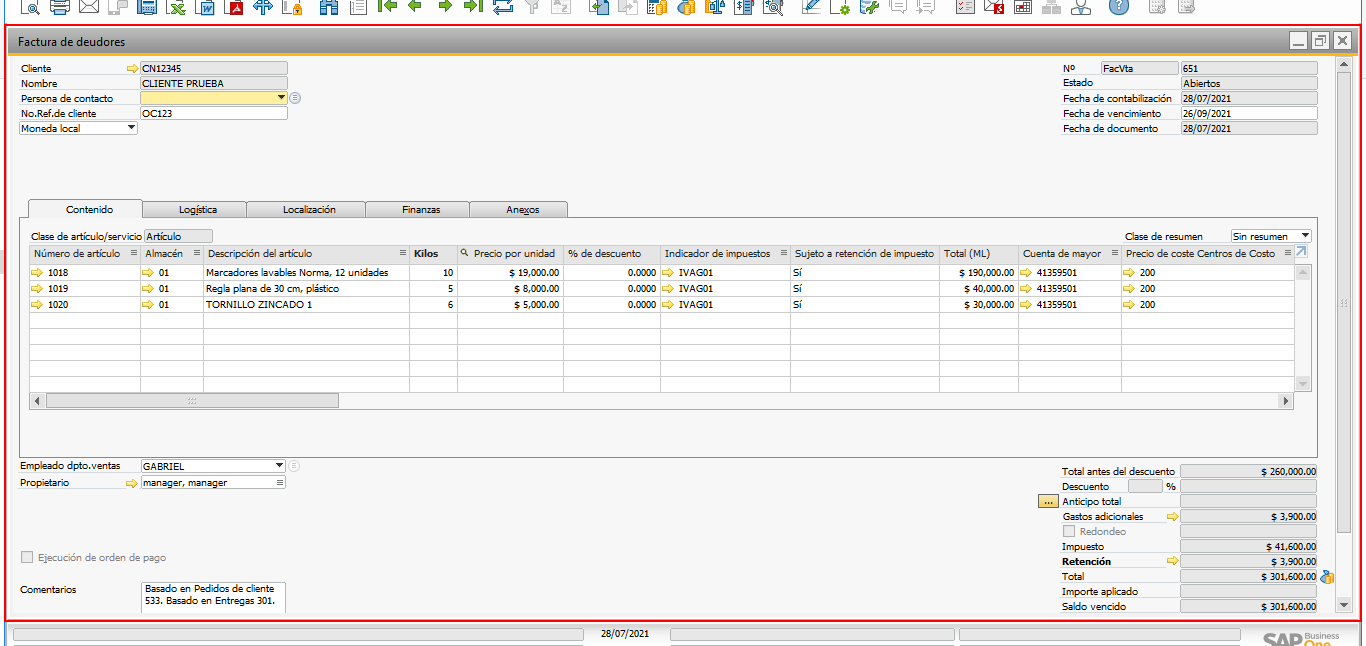 Factura de deudores
Cliente CN12345
Nombre CLIENTE PRUEBA
Persona de contacto
No.Ref.de cliente OC123
Moneda local
Nº FacVta 651
Estado Abiertos
Fecha de contabilización 28/07/2021
Fecha de vencimiento 26/09/2021
Fecha de documento 28/07/2021
Contenido Logística Localización Finanzas Anexos
Clase de artículo/servicio Artículo Clase de resumen Sin resumen
Número de artículo Almacén Descripción del artículo Kilos Precio por unidad % de descuento Indicador de impuestos Sujeto a retención de impuesto Total (ML) Cuenta de mayor Precio de coste Centros de Costo
1018 01 Marcadores lavables Norma, 12 unidades 10 $ 19,000.00 0.0000 IVAG01 Sí $ 190,000.00 41359501 200
1019 01 Regla plana de 30 cm, plástico 5 $ 8,000.00 0.0000 IVAG01 Sí $ 40,000.00 41359501 200
1020 01 TORNILLO ZINCADO 1 6 $ 5,000.00 0.0000 IVAG01 Sí $ 30,000.00 41359501 200
Empleado dpto.ventas GABRIEL
Propietario manager, manager
Ejecución de orden de pago
Comentarios Basado en Pedidos de cliente
533. Basado en Entregas 301.
Total antes del descuento $ 260,000.00
Descuento %
... Anticipo total
Gastos adicionales $ 3,900.00
Redondeo
Impuesto $ 41,600.00
Retención $ 3,900.00
Total $ 301,600.00
Importe aplicado
Saldo vencido $ 301,600.00
28/07/2021
SAP Business
One